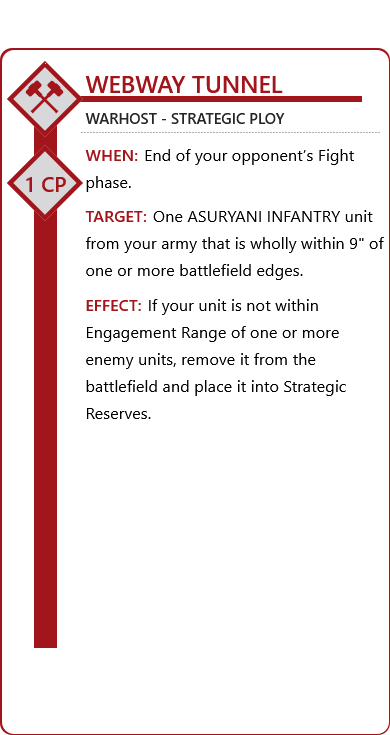 WEBWAY TUNNEL
WARHOST - STRATEGIC PLOY
WHEN: End of your opponent’s Fight
phase.
1 CP
TARGET: One ASURYANI INFANTRY unit
from your army that is wholly within 9" of
one or more battlefield edges.
EFFECT: If your unit is not within
Engagement Range of one or more
enemy units, remove it from the
battlefield and place it into Strategic
Reserves.